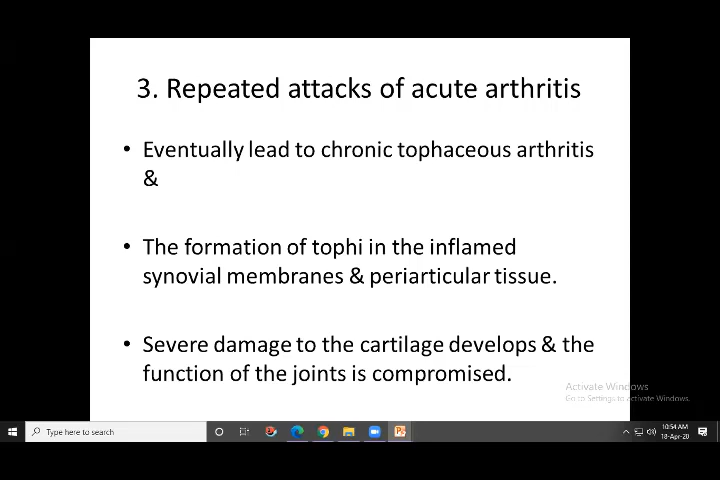 3. Repeated attacks of acute arthritis
• Eventually lead to chronic tophaceous arthritis
&
• The formation of tophi in the inflamed
synovial membranes & periarticular tissue.
• Severe damage to the cartilage develops & the
function of the joints is compromised.
Activate Windows
Go to Settings to activate Windows.
Type here to search
10:54 AM
18-Apr-20